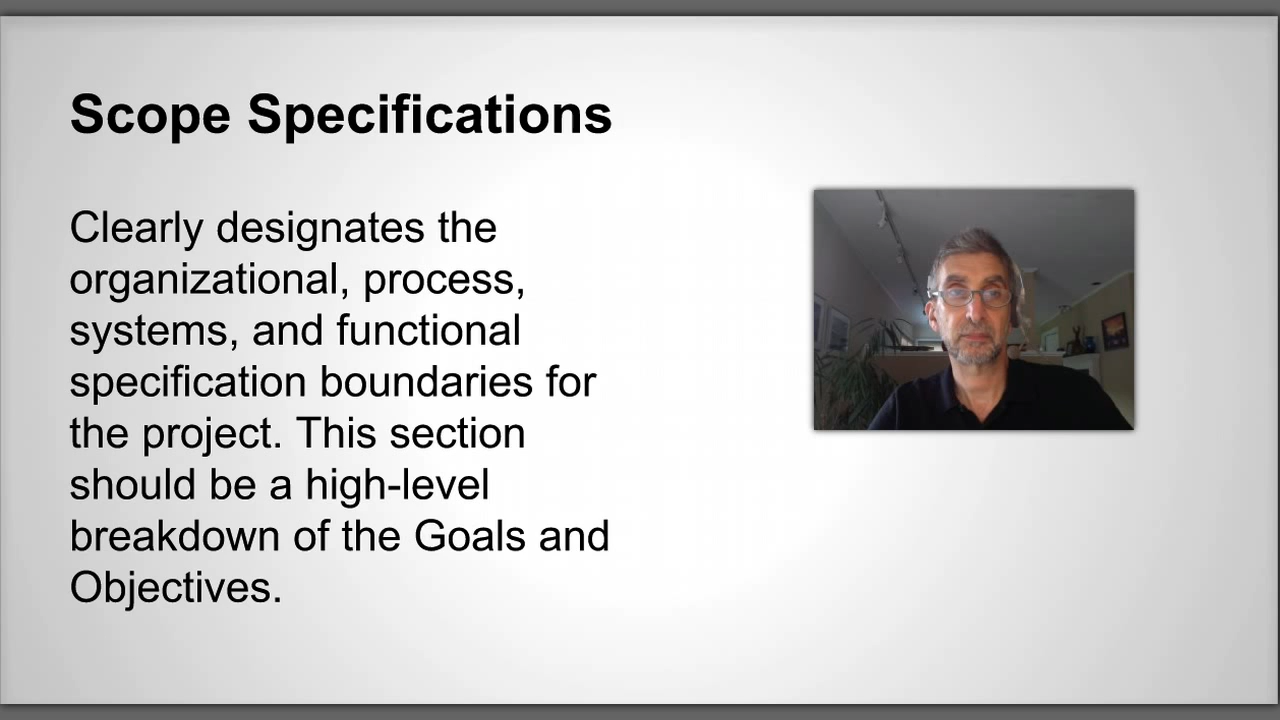 Scope Specifications
Clearly designates the
organizational, process,
systems, and functional
specification boundaries for
the project. This section
should be a high-level
breakdown of the Goals and
Objectives.